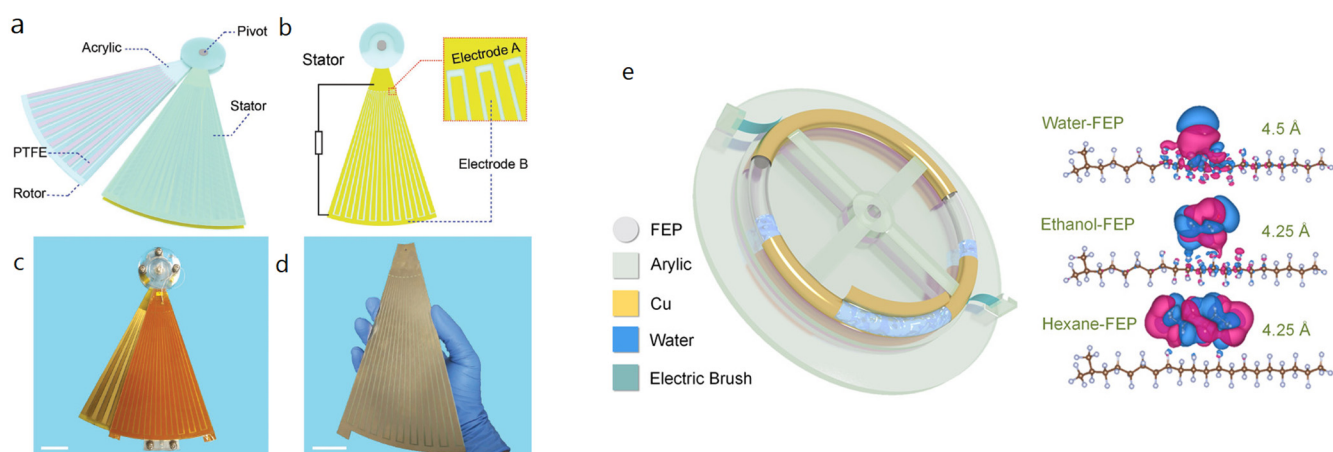 a
Pivot
Acrylic
Stator
PTFE
Rotor
b
Stator
Electrode A
Electrode B
c
d
e
FEP
Arylic
Cu
Water
Electric Brush
Water-FEP
4.5 Å
Ethanol-FEP
4.25 Å
Hexane-FEP
4.25 Å